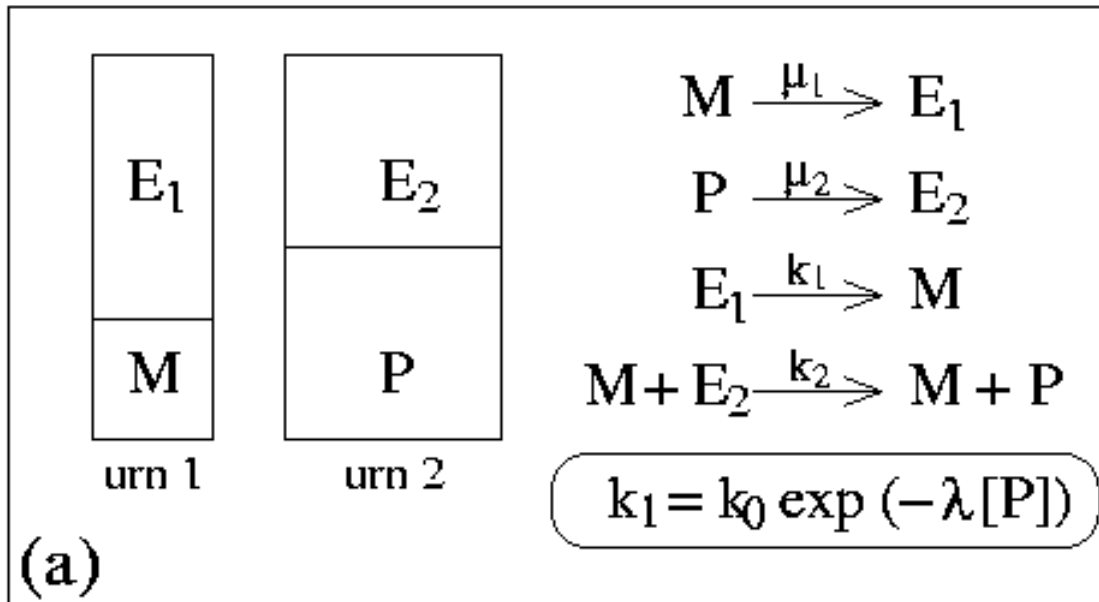 E₁
M
urn 1
E₂
P
urn 2
M μ₁→ E₁
P μ₂→ E₂
E₁ k₁→ M
M + E₂ k₂→ M + P
k₁ = k₀ exp (−λ[P])
(a)